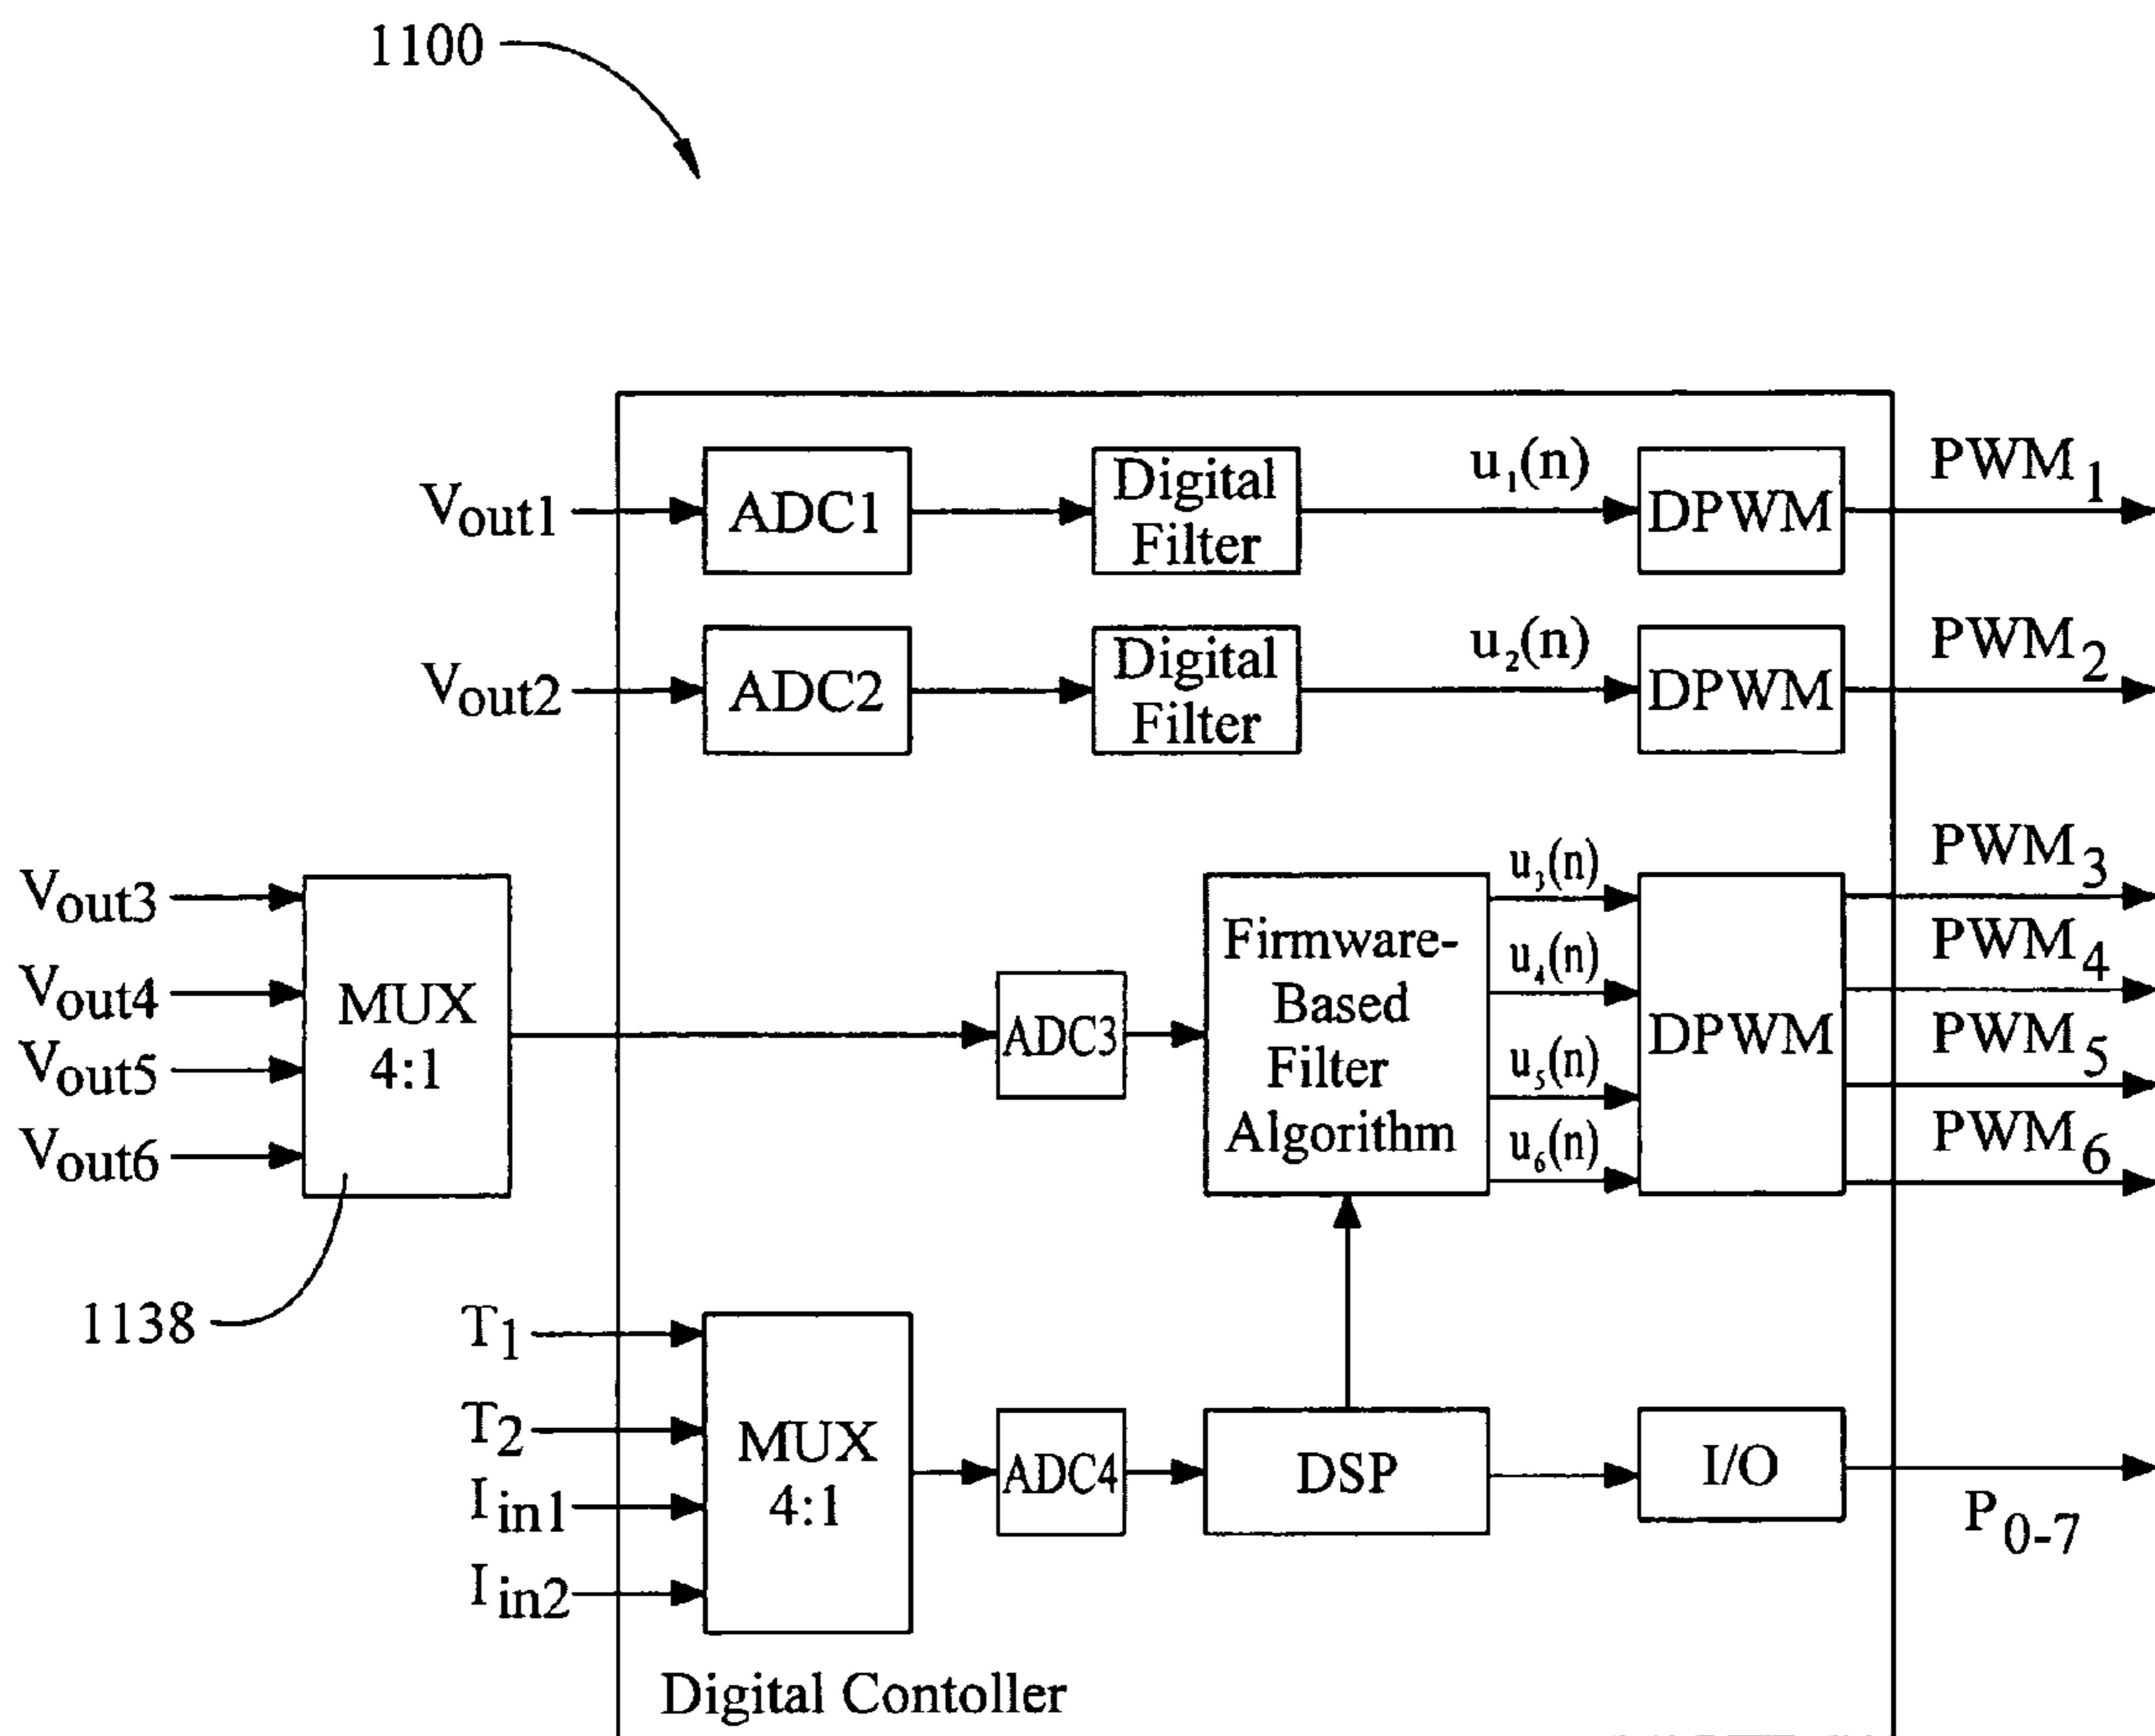 1100
Vout1
ADC1
Digital
Filter
u1(n)
DPWM
PWM1
Vout2
ADC2
Digital
Filter
u2(n)
DPWM
PWM2
Vout3
Vout4
Vout5
Vout6
MUX
4:1
1138
ADC3
Firmware-
Based
Filter
Algorithm
u3(n)
u4(n)
u5(n)
u6(n)
DPWM
PWM3
PWM4
PWM5
PWM6
T1
T2
Iin1
Iin2
MUX
4:1
ADC4
DSP
I/O
P0-7
Digital Contoller